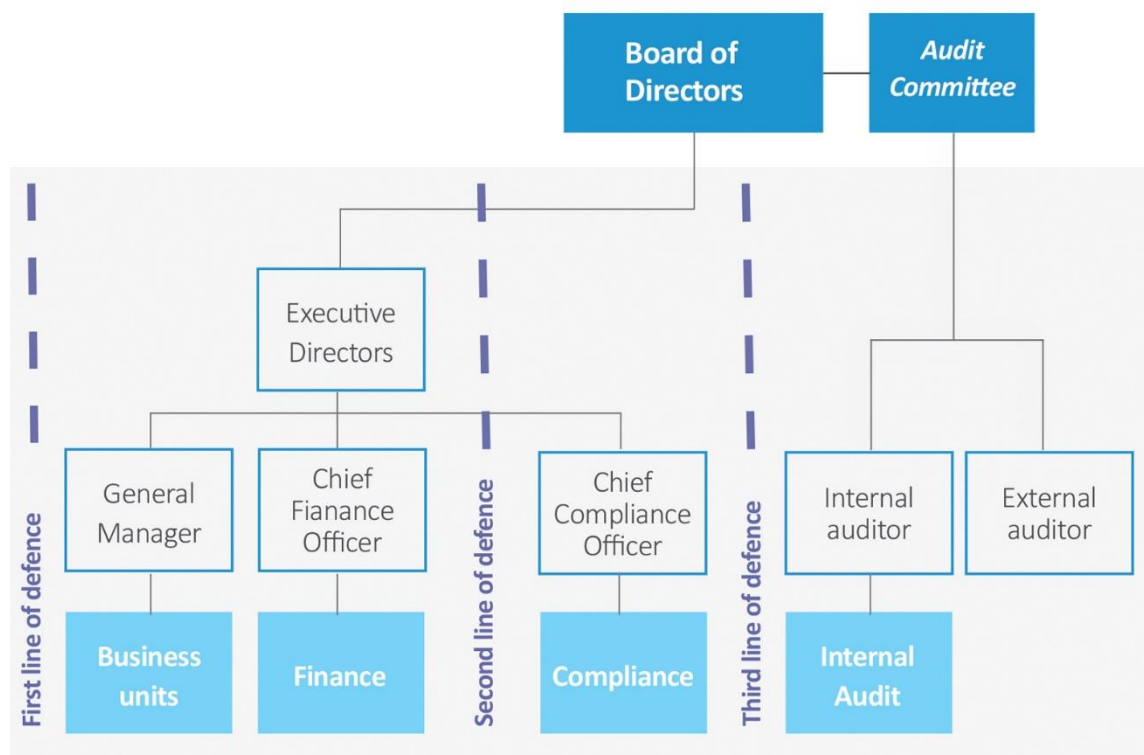 Board of
Directors
Audit
Committee
Executive
Directors
General
Manager
Chief
Fianance
Officer
Chief
Compliance
Officer
Internal
auditor
External
auditor
First line of defence
Business
units
Finance
Second line of defence
Compliance
Third line of defence
Internal
Audit